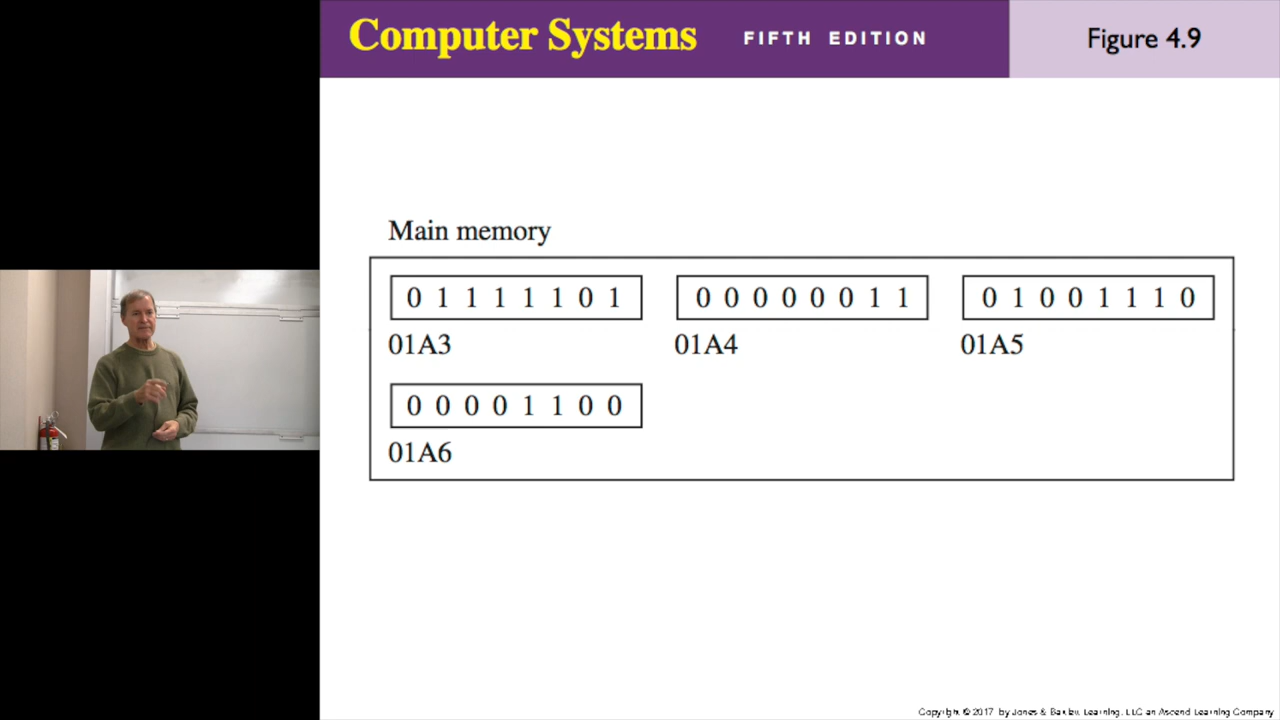 Computer Systems FIFTH EDITION Figure 4.9
Main memory
0 1 1 1 1 1 0 1 0 0 0 0 0 0 1 1 0 1 0 0 1 1 1 0
01A3 01A4 01A5
0 0 0 0 1 1 0 0
01A6
Copyright © 2017 by Jones & Bartlett Learning, LLC an Ascend Learning Company